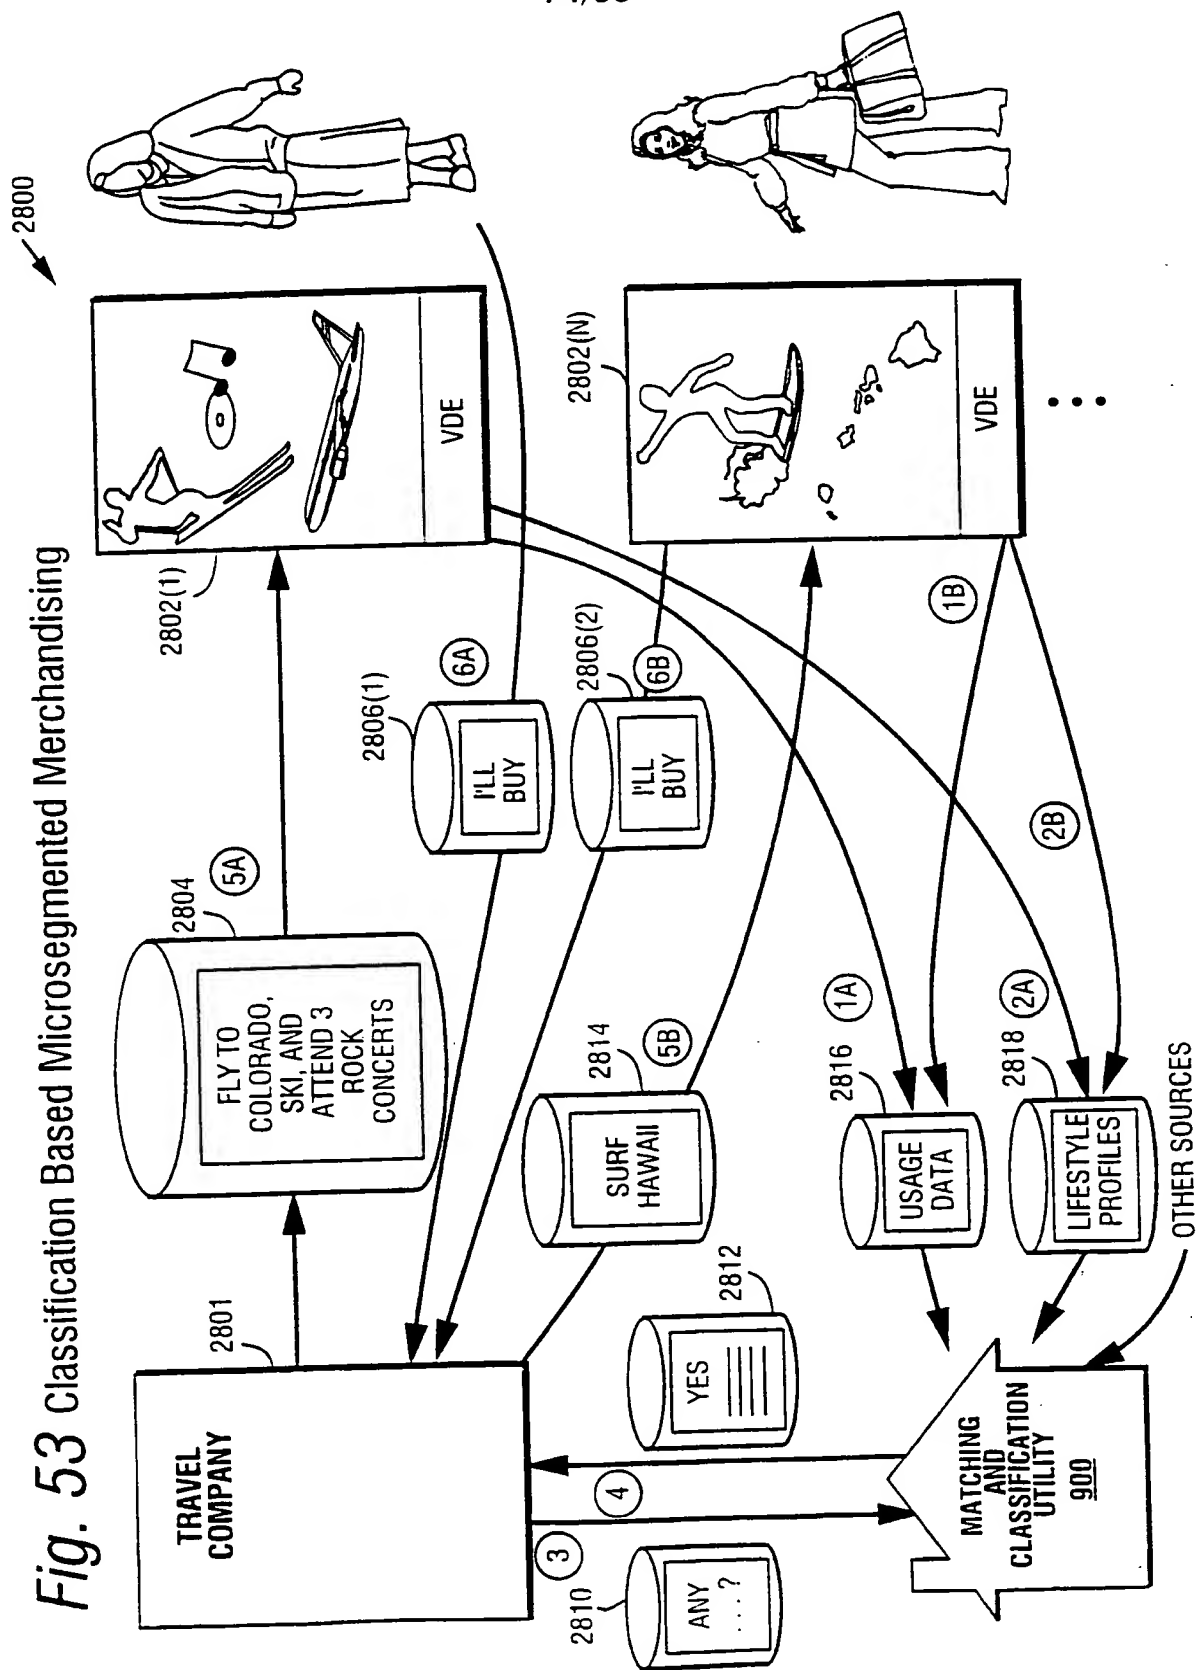 Fig. 53 Classification Based Microsegmented Merchandising
2800
TRAVEL
COMPANY
2801
2804
5A
FLY TO
COLORADO,
SKI, AND
ATTEND 3
ROCK
CONCERTS
2802(1)
VDE
2806(1)
6A
I'LL
BUY
2806(2)
6B
I'LL
BUY
2802(N)
VDE
3
4
2810
ANY
....?
2812
YES
2814
5B
SURF
HAWAII
1A
1B
2816
USAGE
DATA
2A
2B
2818
LIFESTYLE
PROFILES
MATCHING
AND
CLASSIFICATION
UTILITY
900
OTHER SOURCES